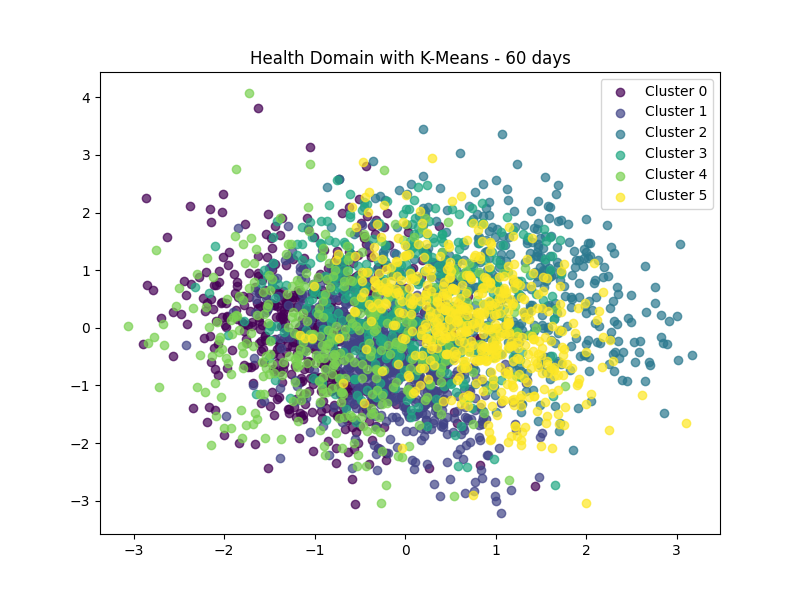 Health Domain with K-Means - 60 days
4
3
2
1
0
−1
−2
−3
−3
−2
−1
0
1
2
3
Cluster 0
Cluster 1
Cluster 2
Cluster 3
Cluster 4
Cluster 5